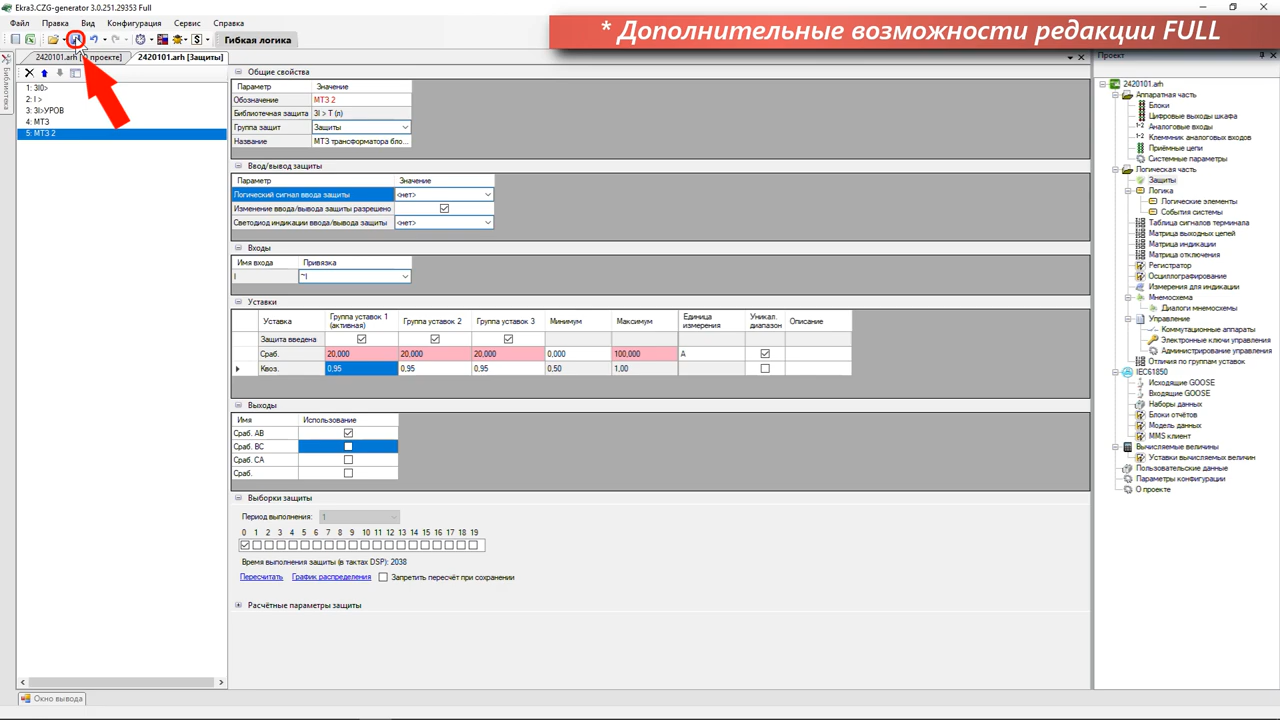 Ekra3.CZG-generator 3.0.251.29353 Full
Файл Правка Вид Конфигурация Сервис Справка
* Дополнительные возможности редакции FULL
Гибкая логика
2420101.arh [О проекте] 2420101.arh [Защиты]
Проект
Библиотека
1: 3I0>
2: I >
3: 3I>УРОВ
4: МТЗ
5: МТЗ 2
Общие свойства
Параметр Значение
Обозначение МТЗ 2
Библиотечная защита 3I > T (n)
Группа защит Защиты
Название МТЗ трансформатора бло...
Ввод/вывод защиты
Параметр Значение
Логический сигнал ввода защиты <нет>
Изменение ввода/вывода защиты разрешено
Светодиод индикации ввода/вывода защиты <нет>
Входы
Имя входа Привязка
I ~I
Уставки
Уставка Группа уставок 1 (активная) Группа уставок 2 Группа уставок 3 Минимум Максимум Единица измерения Уникал. диапазон Описание
Защита введена
Сраб. 20,000 20,000 20,000 0,000 100,000 А
Квоз. 0,95 0,95 0,95 0,50 1,00
Выходы
Имя Использование
Сраб. АВ
Сраб. ВС
Сраб. СА
Сраб.
Выборки защиты
Период выполнения: 1
0 1 2 3 4 5 6 7 8 9 10 11 12 13 14 15 16 17 18 19
Время выполнения защиты (в тактах DSP): 2038
Пересчитать График распределения Запретить пересчёт при сохранении
Расчётные параметры защиты
2420101.arh
Аппаратная часть
Блоки
Цифровые выходы шкафа
Аналоговые входы
Клеммник аналоговых входов
Приёмные цепи
Системные параметры
Логическая часть
Защиты
Логика
Логические элементы
События системы
Таблица сигналов терминала
Матрица выходных цепей
Матрица индикации
Матрица отключения
Регистратор
Осциллографирование
Измерения для индикации
Мнемосхема
Диалоги мнемосхемы
Управление
Коммутационные аппараты
Электронные ключи управления
Администрирование управления
Отличия по группам уставок
IEC61850
Исходящие GOOSE
Входящие GOOSE
Наборы данных
Блоки отчётов
Модель данных
MMS клиент
Вычисляемые величины
Уставки вычисляемых величин
Пользовательские данные
Параметры конфигурации
О проекте
Окно вывода